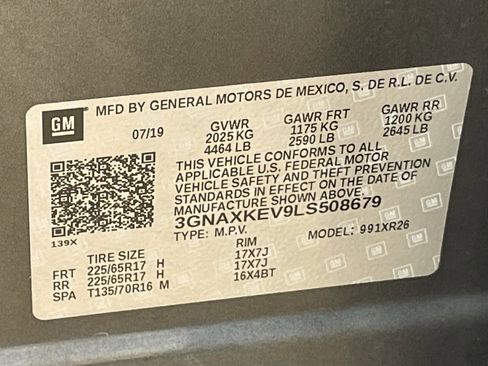 GM
MFD BY GENERAL MOTORS DE MEXICO, S. DE R.L. DE C.V.
07/19 GVWR GAWR FRT GAWR RR
2025 KG 1175 KG 1200 KG
4464 LB 2590 LB 2645 LB
THIS VEHICLE CONFORMS TO ALL
APPLICABLE U.S. FEDERAL MOTOR
VEHICLE SAFETY AND THEFT PREVENTION
STANDARDS IN EFFECT ON THE DATE OF
MANUFACTURE SHOWN ABOVE.
3GNAXKEV9LS508679
139X TYPE: M.P.V. MODEL: 991XR26
TIRE SIZE RIM
FRT 225/65R17 H 17X7J
RR 225/65R17 H 17X7J
SPA T135/70R16 M 16X4BT